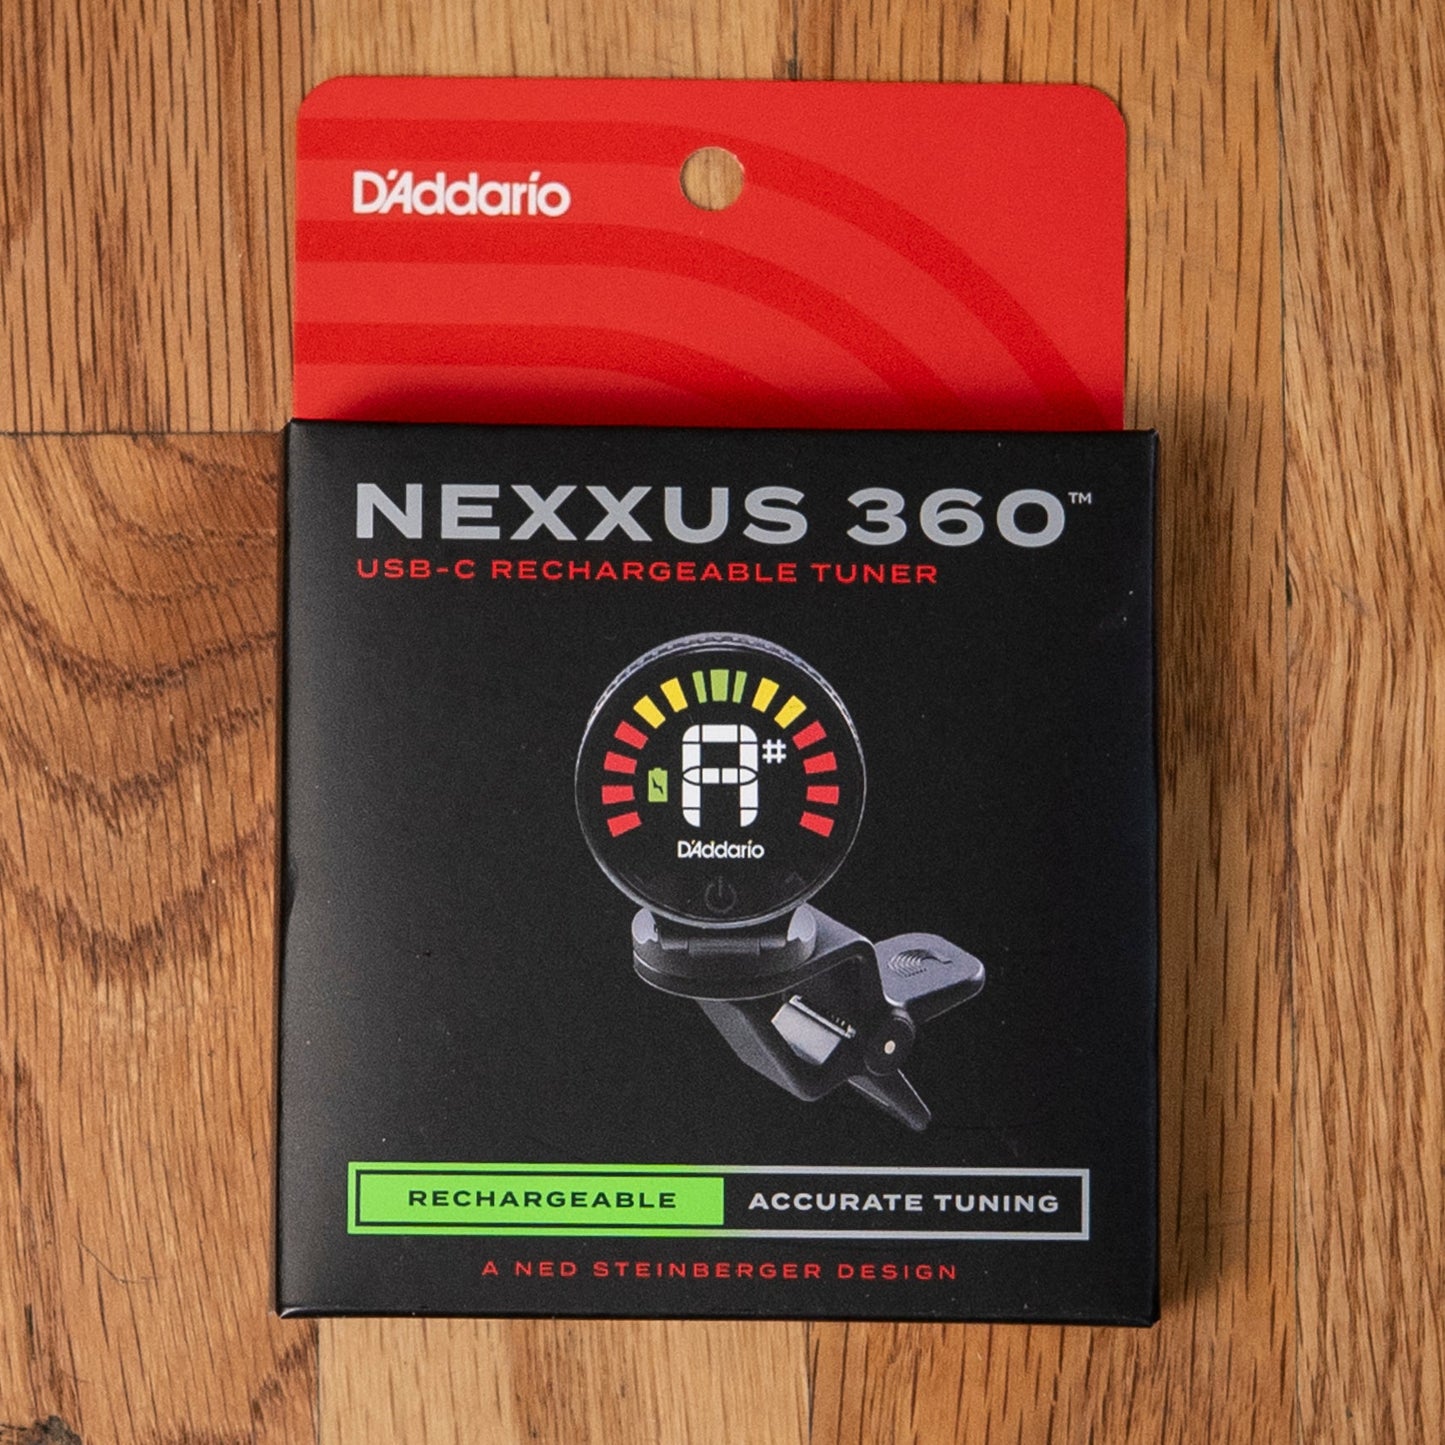 D'Addario
NEXXUS 360™
USB-C RECHARGEABLE TUNER
A#
D'Addario
RECHARGEABLE ACCURATE TUNING
A NED STEINBERGER DESIGN